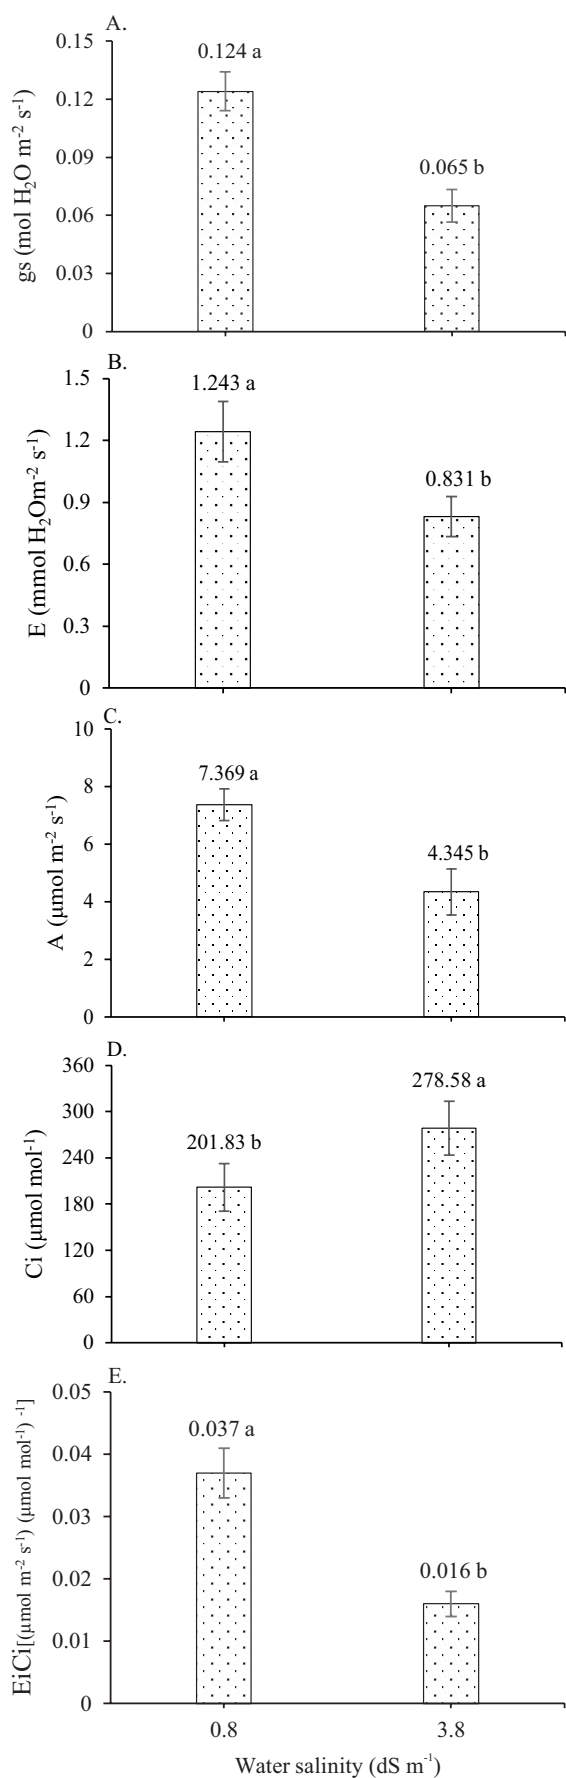 A.
0.15
0.12
0.09
0.06
0.03
0
gs (mol H₂O m⁻² s⁻¹)
0.124 a
0.065 b
B.
1.5
1.2
0.9
0.6
0.3
0
E (mmol H₂Om⁻² s⁻¹)
1.243 a
0.831 b
C.
10
8
6
4
2
0
A (μmol m⁻² s⁻¹)
7.369 a
4.345 b
D.
360
300
240
180
120
60
0
Ci (μmol mol⁻¹)
201.83 b
278.58 a
E.
0.05
0.04
0.03
0.02
0.01
0
EiCi[(μmol m⁻² s⁻¹) (μmol mol⁻¹) ⁻¹]
0.037 a
0.016 b
0.8
3.8
Water salinity (dS m⁻¹)